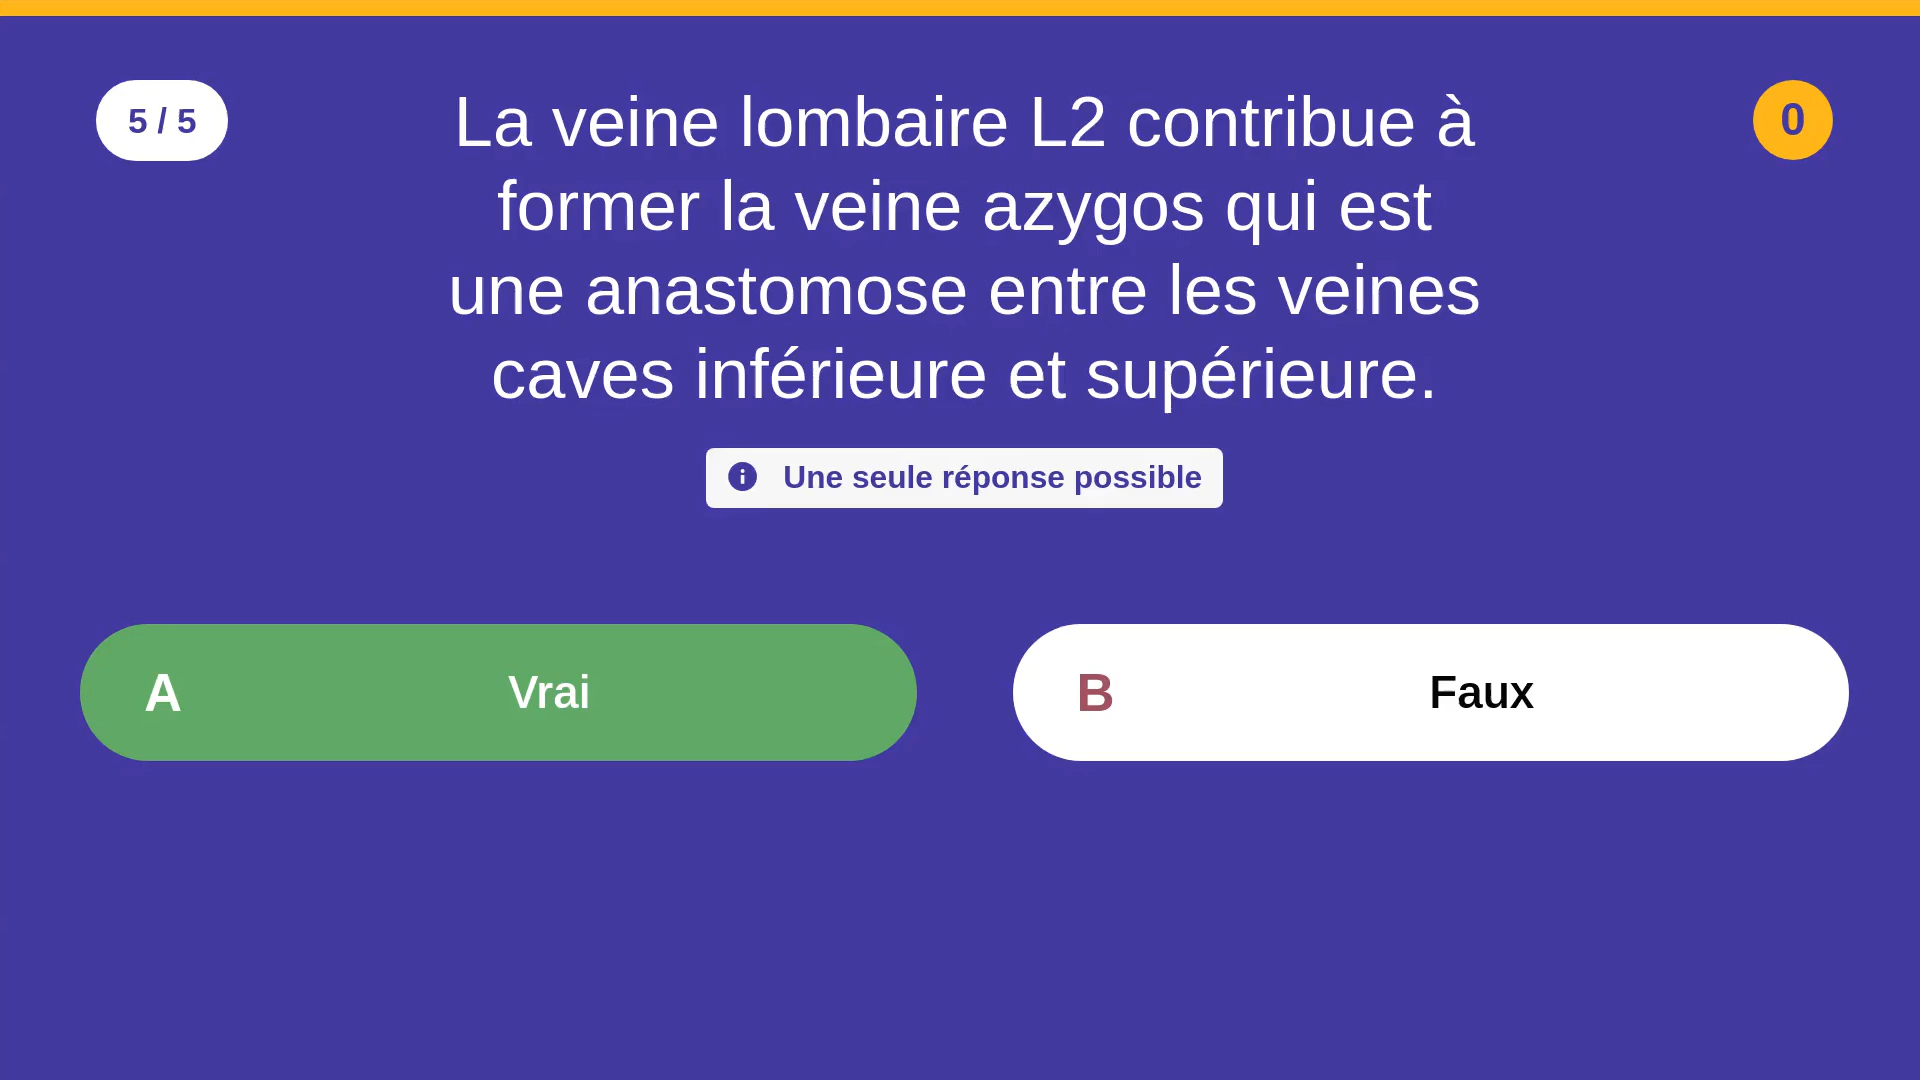 5 / 5
La veine lombaire L2 contribue à
former la veine azygos qui est
une anastomose entre les veines
caves inférieure et supérieure.
0
Une seule réponse possible
A Vrai
B Faux